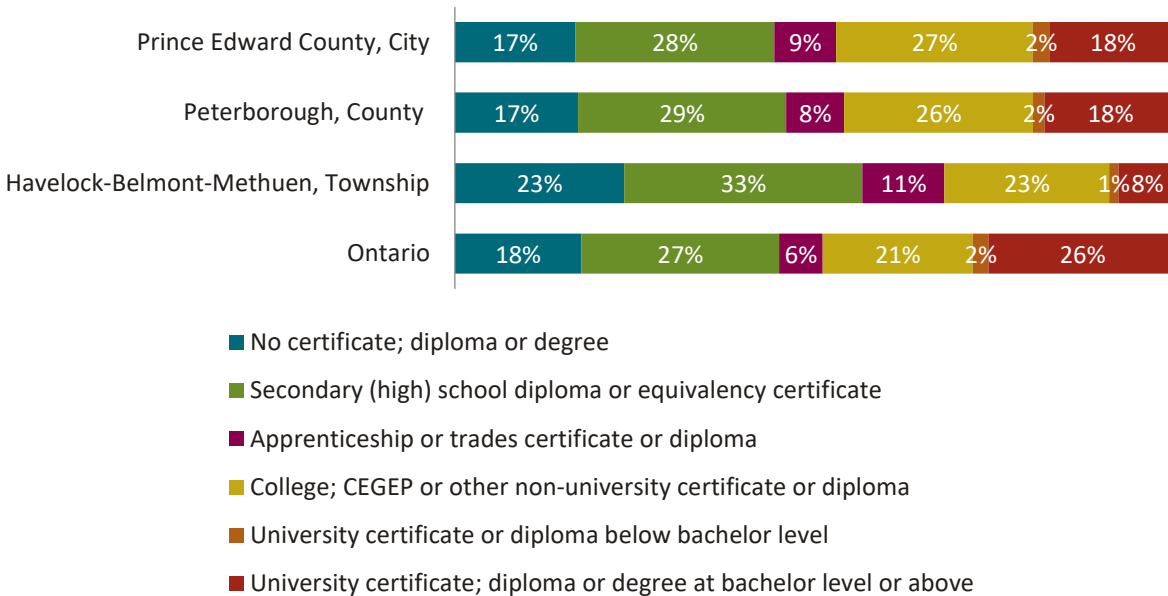 Prince Edward County, City 17% 28% 9% 27% 2% 18%
Peterborough, County 17% 29% 8% 26% 2% 18%
Havelock-Belmont-Methuen, Township 23% 33% 11% 23% 1% 8%
Ontario 18% 27% 6% 21% 2% 26%
No certificate; diploma or degree
Secondary (high) school diploma or equivalency certificate
Apprenticeship or trades certificate or diploma
College; CEGEP or other non-university certificate or diploma
University certificate or diploma below bachelor level
University certificate; diploma or degree at bachelor level or above